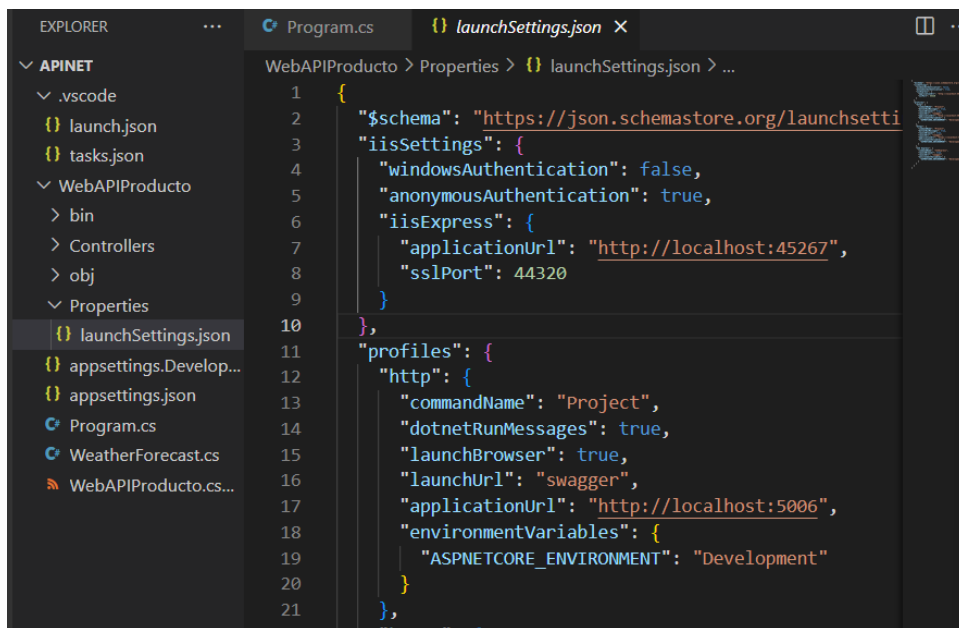 EXPLORER
APINET
.vscode
launch.json
tasks.json
WebAPIProducto
bin
Controllers
obj
Properties
launchSettings.json
appsettings.Develop...
appsettings.json
Program.cs
WeatherForecast.cs
WebAPIProducto.cs...
Program.cs
{} launchSettings.json
WebAPIProducto > Properties > {} launchSettings.json > ...
1 {
2 "$schema": "https://json.schemastore.org/launchsetti
3 "iisSettings": {
4 "windowsAuthentication": false,
5 "anonymousAuthentication": true,
6 "iisExpress": {
7 "applicationUrl": "http://localhost:45267",
8 "sslPort": 44320
9 }
10 },
11 "profiles": {
12 "http": {
13 "commandName": "Project",
14 "dotnetRunMessages": true,
15 "launchBrowser": true,
16 "launchUrl": "swagger",
17 "applicationUrl": "http://localhost:5006",
18 "environmentVariables": {
19 "ASPNETCORE_ENVIRONMENT": "Development"
20 }
21 },